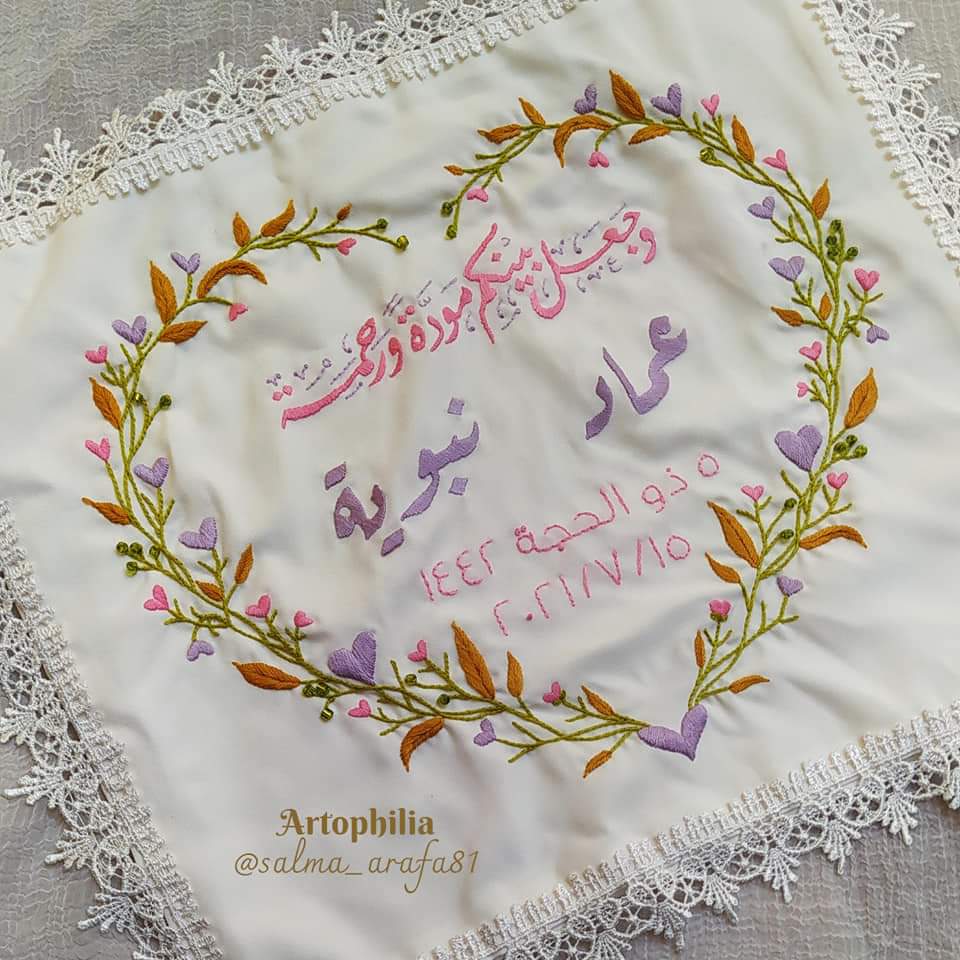 وجعل بينكم مودة ورحمة
عماد نبوية
٥ ذو الحجة ١٤٤٢
٢٠٢١/٧/١٥
Artophilia
@salma_arafa81